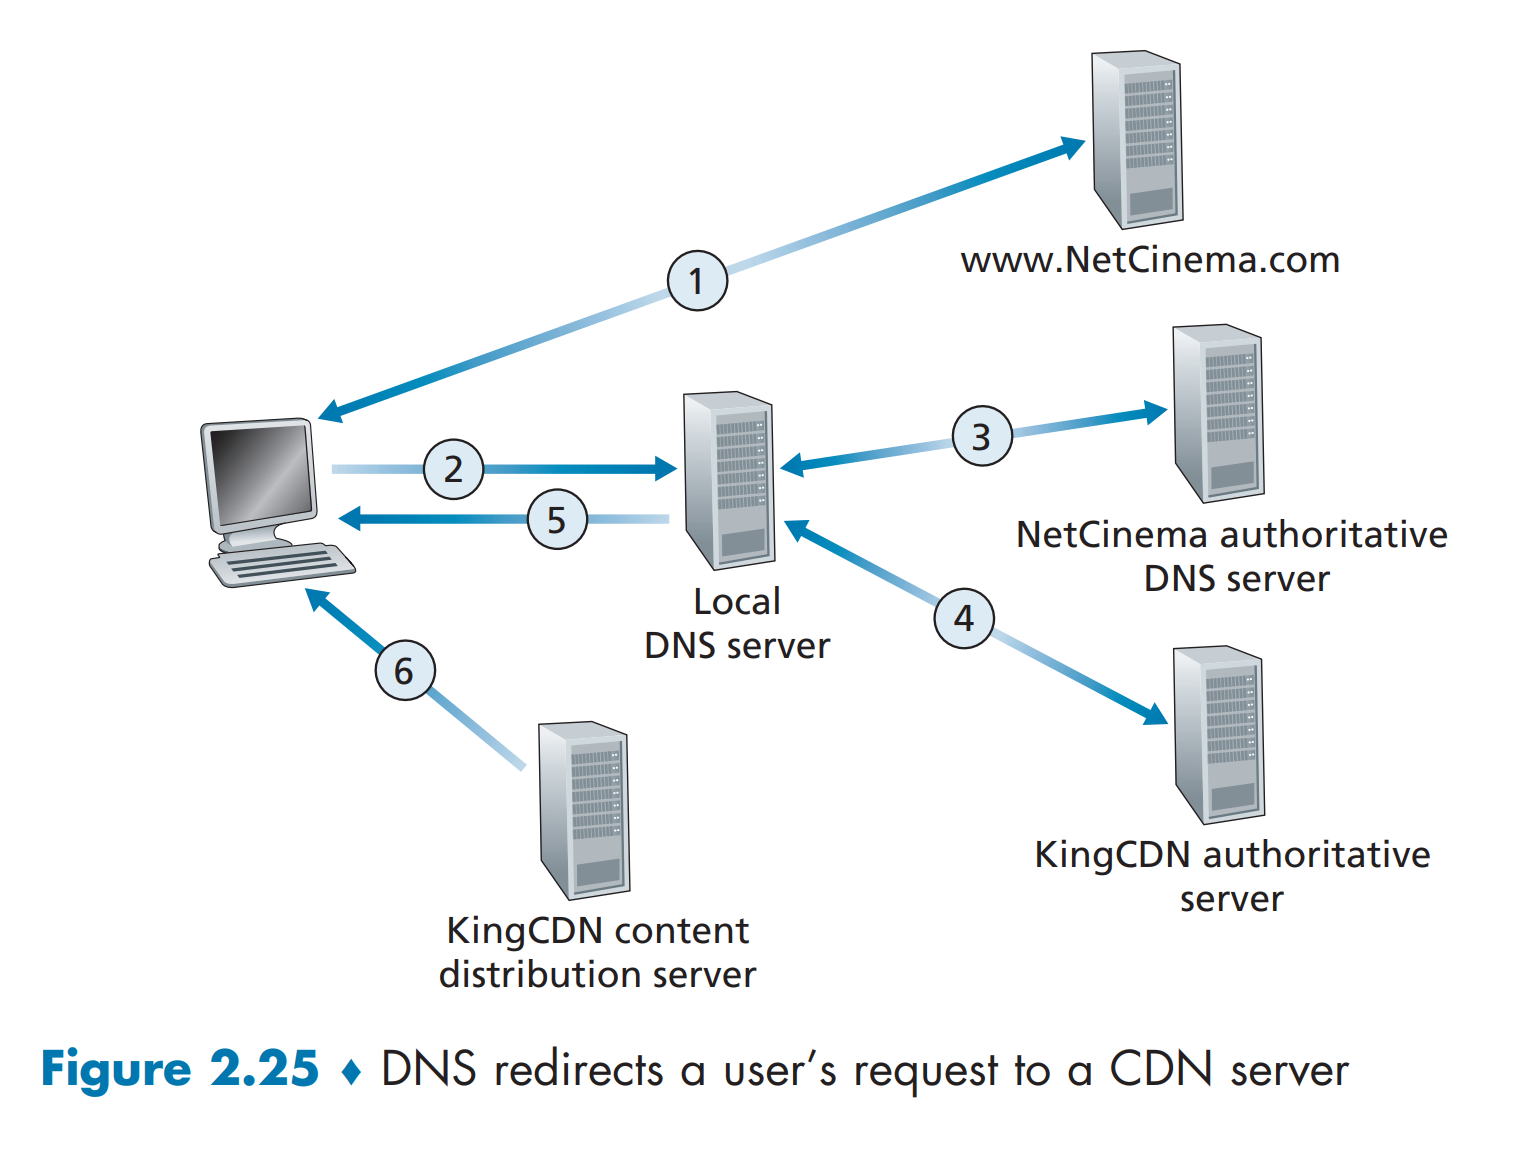 www.NetCinema.com
1
2
3
NetCinema authoritative
DNS server
5
Local
DNS server
4
6
KingCDN authoritative
server
KingCDN content
distribution server
Figure 2.25 ♦ DNS redirects a user’s request to a CDN server